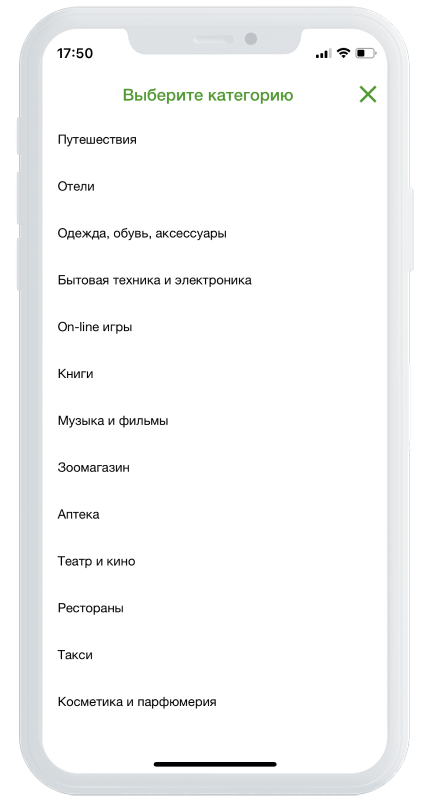 17:50
Выберите категорию
Путешествия
Отели
Одежда, обувь, аксессуары
Бытовая техника и электроника
On-line игры
Книги
Музыка и фильмы
Зоомагазин
Аптека
Театр и кино
Рестораны
Такси
Косметика и парфюмерия